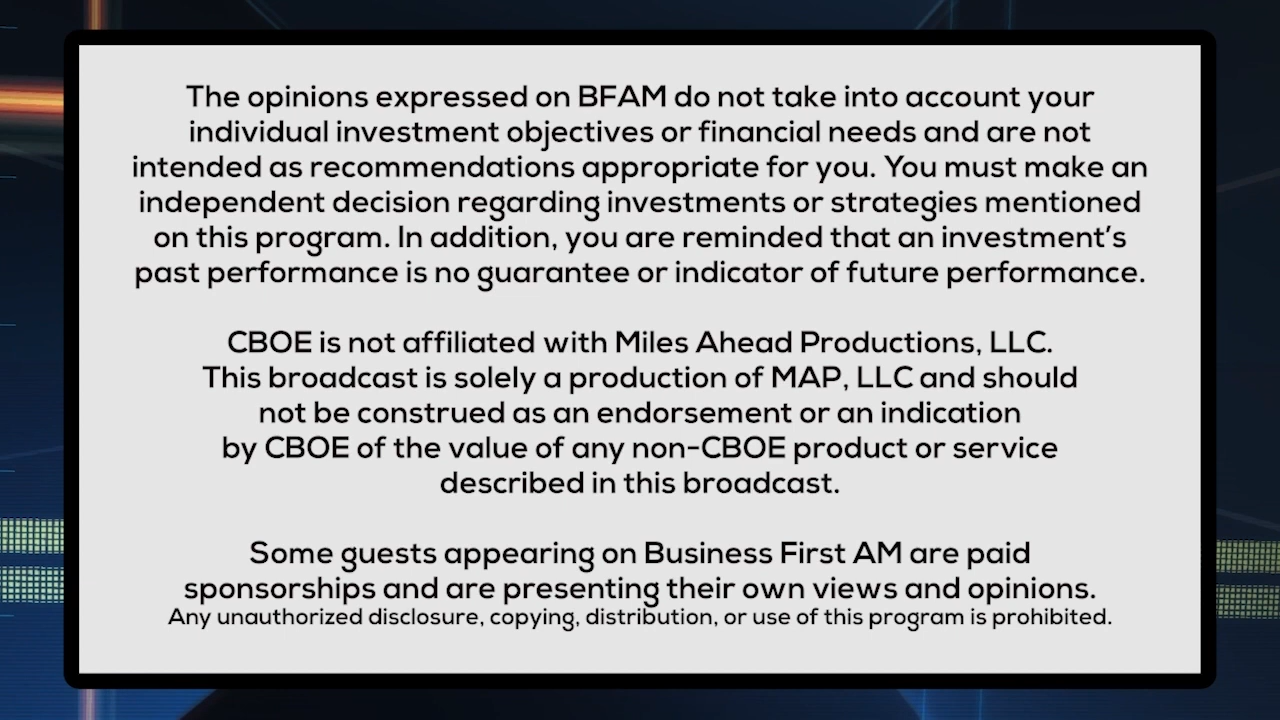 The opinions expressed on BFAM do not take into account your
individual investment objectives or financial needs and are not
intended as recommendations appropriate for you. You must make an
independent decision regarding investments or strategies mentioned
on this program. In addition, you are reminded that an investment's
past performance is no guarantee or indicator of future performance.
CBOE is not affiliated with Miles Ahead Productions, LLC.
This broadcast is solely a production of MAP, LLC and should
not be construed as an endorsement or an indication
by CBOE of the value of any non-CBOE product or service
described in this broadcast.
Some guests appearing on Business First AM are paid
sponsorships and are presenting their own views and opinions.
Any unauthorized disclosure, copying, distribution, or use of this program is prohibited.